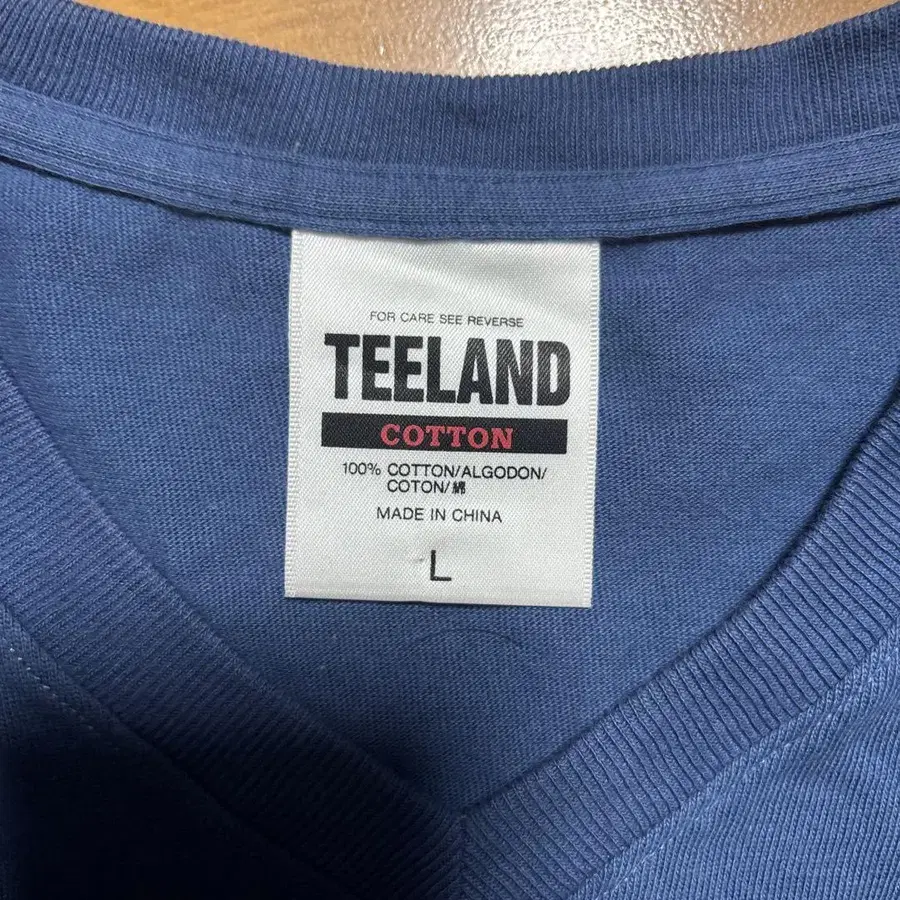 FOR CARE SEE REVERSE
TEELAND
COTTON
100% COTTON/ALGODON/
COTON/綿
MADE IN CHINA
L